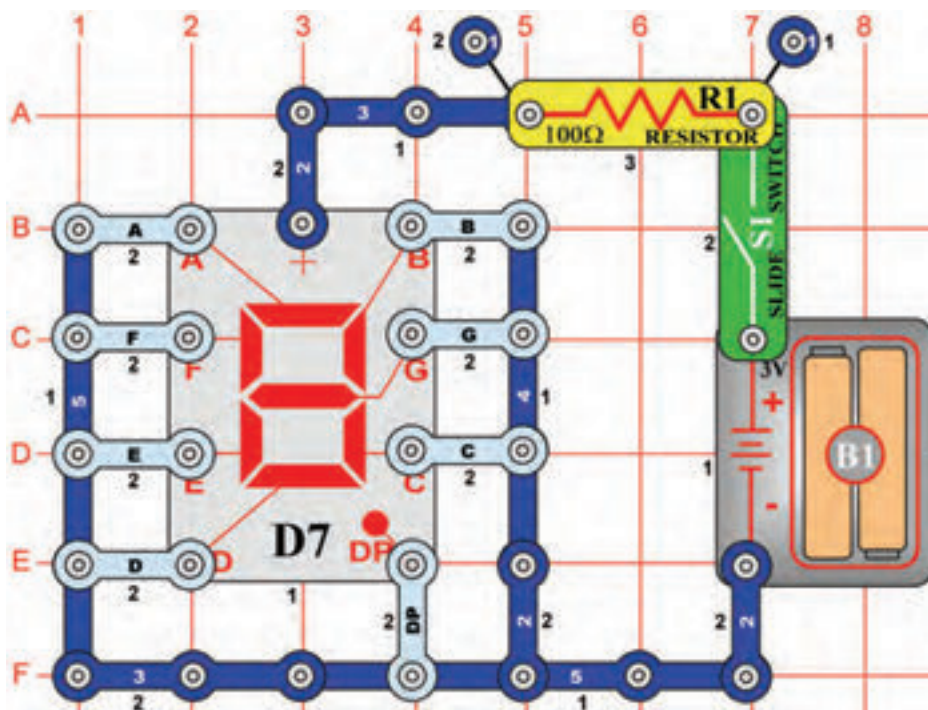 1 2 3 4 5 6 7 8
2 1 1 1
A 3 R1
100Ω RESISTOR
2 2 1 3
SLIDE SWITCH
S1
2
B A B
2 A + B 2
C F G
2 F G 2
3V
1 5 4 1
+
D E C
2 E C 2
1 B1
-
E D D D7 DP
2 1
2 DP 2 2 2 2
F 3 5
2 1